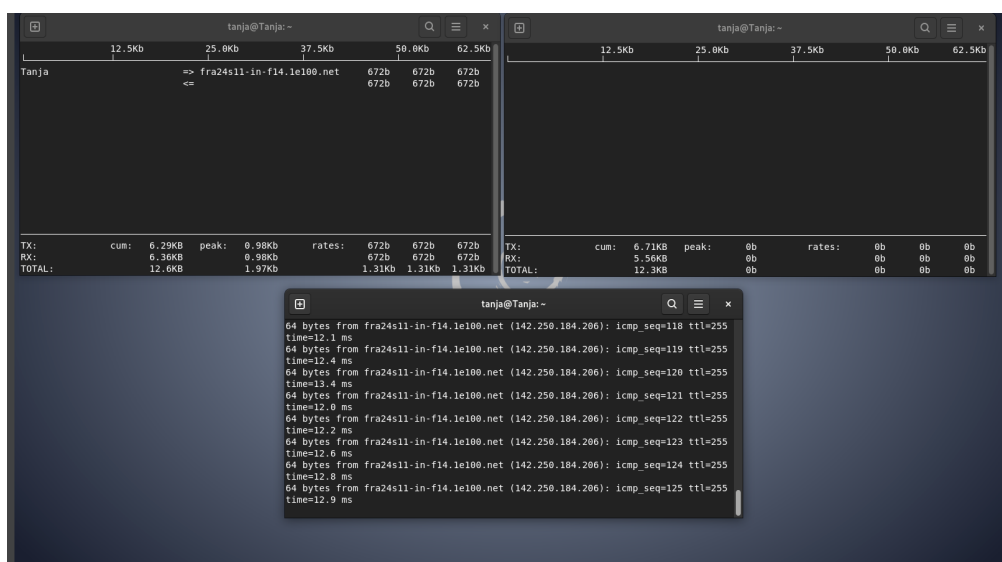 tanja@Tanja: ~
12.5Kb 25.0Kb 37.5Kb 50.0Kb 62.5Kb
Tanja => fra24s11-in-f14.1e100.net 672b 672b 672b
<= 672b 672b 672b
TX: cum: 6.29KB peak: 0.98Kb rates: 672b 672b 672b
RX: 6.36KB 0.98Kb 672b 672b 672b
TOTAL: 12.6KB 1.97Kb 1.31Kb 1.31Kb 1.31Kb
tanja@Tanja: ~
12.5Kb 25.0Kb 37.5Kb 50.0Kb 62.5Kb
TX: cum: 6.71KB peak: 0b rates: 0b 0b 0b
RX: 5.56KB 0b 0b 0b 0b
TOTAL: 12.3KB 0b 0b 0b 0b
tanja@Tanja: ~
64 bytes from fra24s11-in-f14.1e100.net (142.250.184.206): icmp_seq=118 ttl=255
time=12.1 ms
64 bytes from fra24s11-in-f14.1e100.net (142.250.184.206): icmp_seq=119 ttl=255
time=12.4 ms
64 bytes from fra24s11-in-f14.1e100.net (142.250.184.206): icmp_seq=120 ttl=255
time=13.4 ms
64 bytes from fra24s11-in-f14.1e100.net (142.250.184.206): icmp_seq=121 ttl=255
time=12.0 ms
64 bytes from fra24s11-in-f14.1e100.net (142.250.184.206): icmp_seq=122 ttl=255
time=12.2 ms
64 bytes from fra24s11-in-f14.1e100.net (142.250.184.206): icmp_seq=123 ttl=255
time=12.6 ms
64 bytes from fra24s11-in-f14.1e100.net (142.250.184.206): icmp_seq=124 ttl=255
time=12.8 ms
64 bytes from fra24s11-in-f14.1e100.net (142.250.184.206): icmp_seq=125 ttl=255
time=12.9 ms